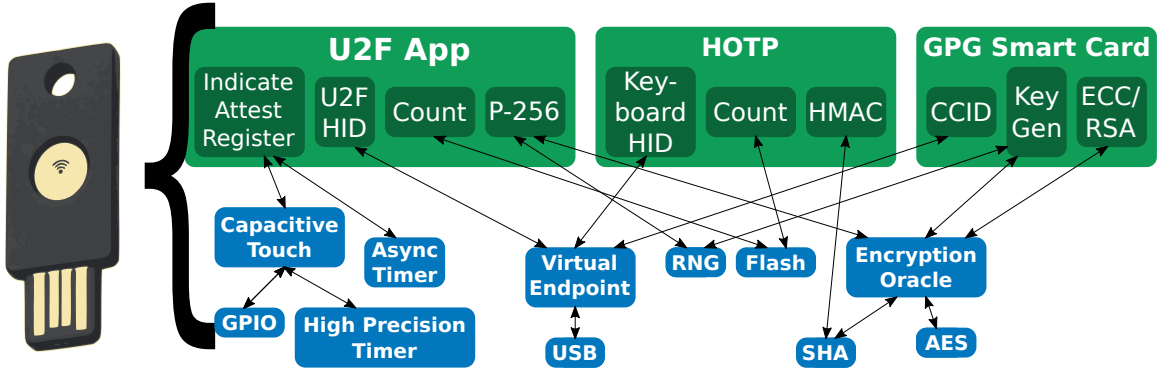 U2F App
HOTP
GPG Smart Card
Indicate
Attest
Register
U2F
HID
Count
P-256
Key-
board
HID
Count
HMAC
CCID
Key
Gen
ECC/
RSA
Capacitive
Touch
Async
Timer
Virtual
Endpoint
RNG
Flash
Encryption
Oracle
GPIO
High Precision
Timer
USB
SHA
AES